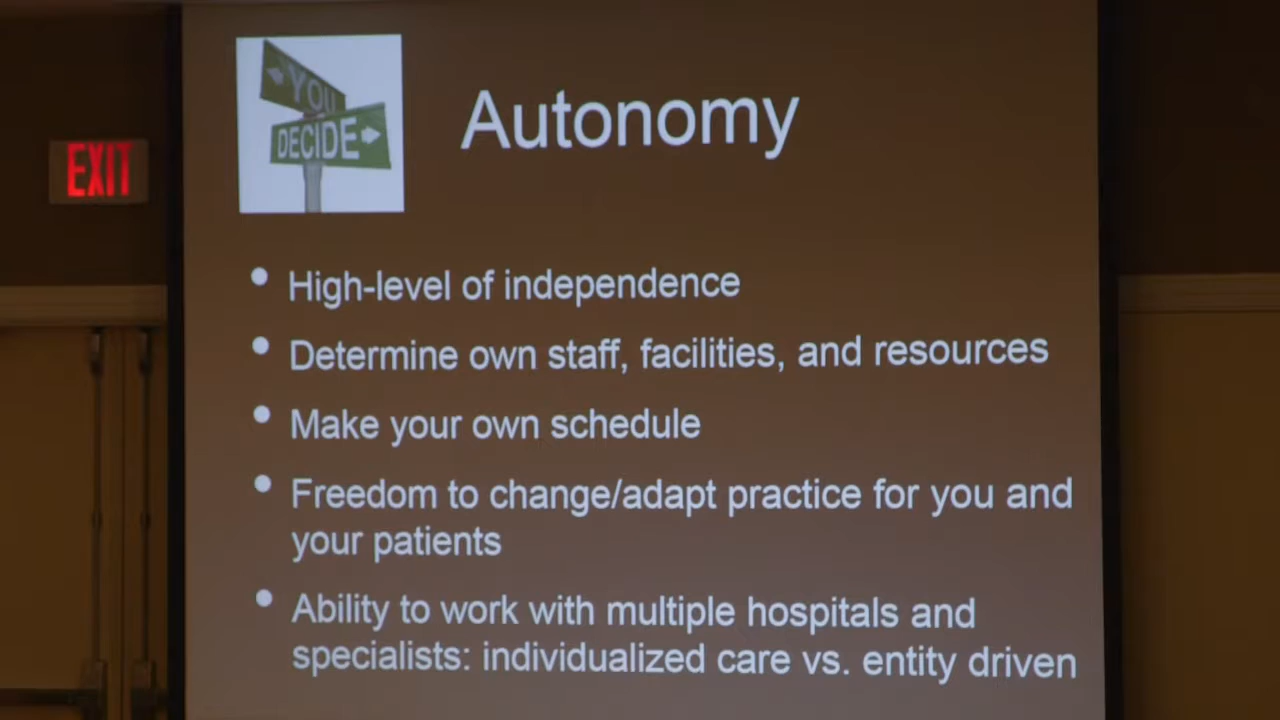 YOU
DECIDE
Autonomy
EXIT
• High-level of independence
• Determine own staff, facilities, and resources
• Make your own schedule
• Freedom to change/adapt practice for you and
your patients
• Ability to work with multiple hospitals and
specialists: individualized care vs. entity driven